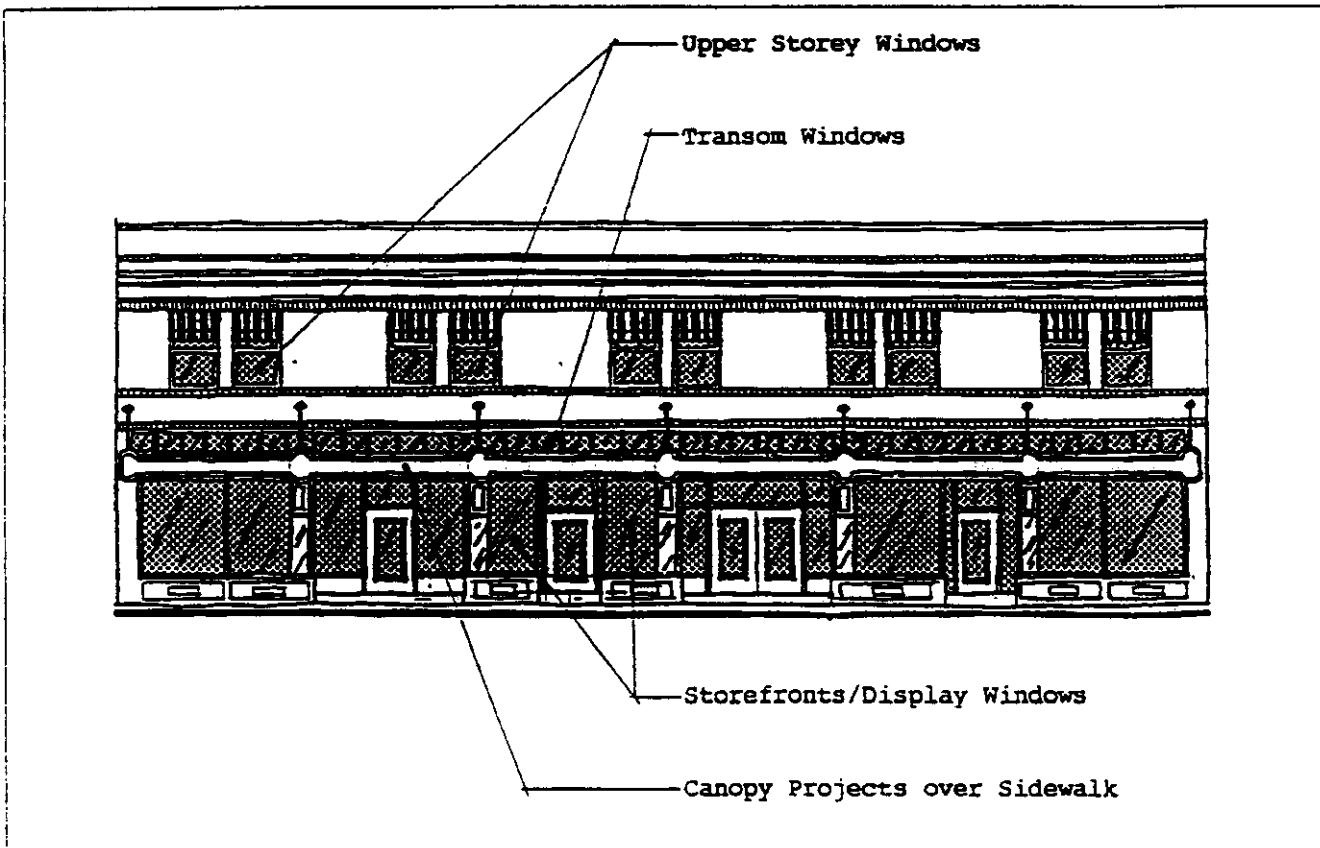 Upper Storey Windows
Transom Windows
Storefronts/Display Windows
Canopy Projects over Sidewalk